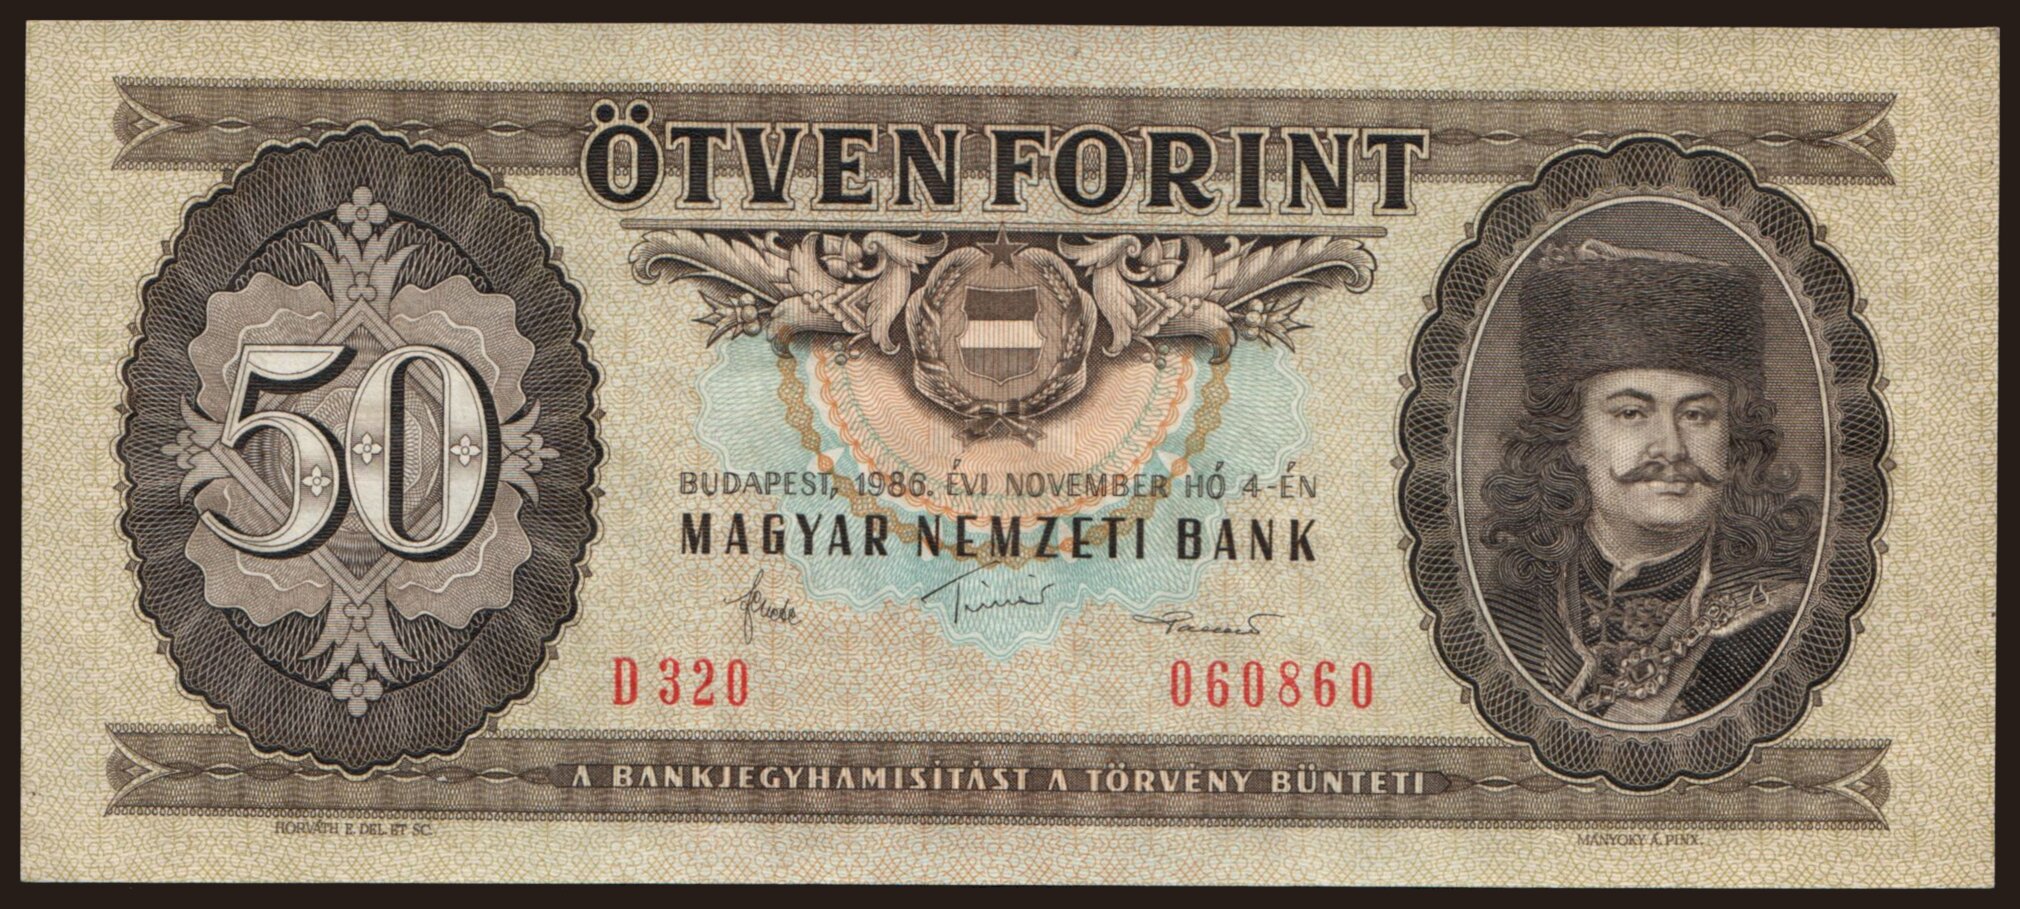 ÖTVEN FORINT
50
BUDAPEST, 1986. ÉVI NOVEMBER HÓ 4-ÉN
MAGYAR NEMZETI BANK
D 320 060860
A BANKJEGYHAMISÍTÁST A TÖRVÉNY BÜNTETI
HORVÁTH E. DEL. ET SC.
MÁNYOKY Á. PINX.